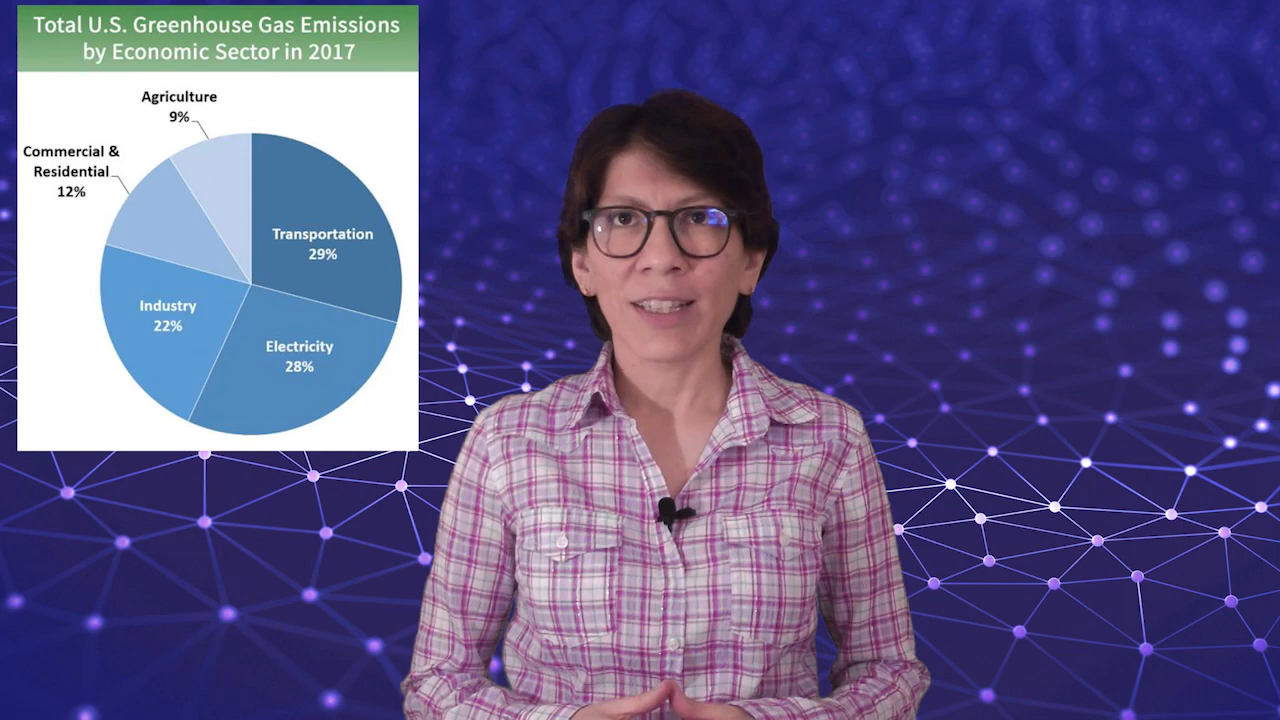 Total U.S. Greenhouse Gas Emissions
by Economic Sector in 2017
Agriculture
9%
Commercial &
Residential
12%
Transportation
29%
Industry
22%
Electricity
28%